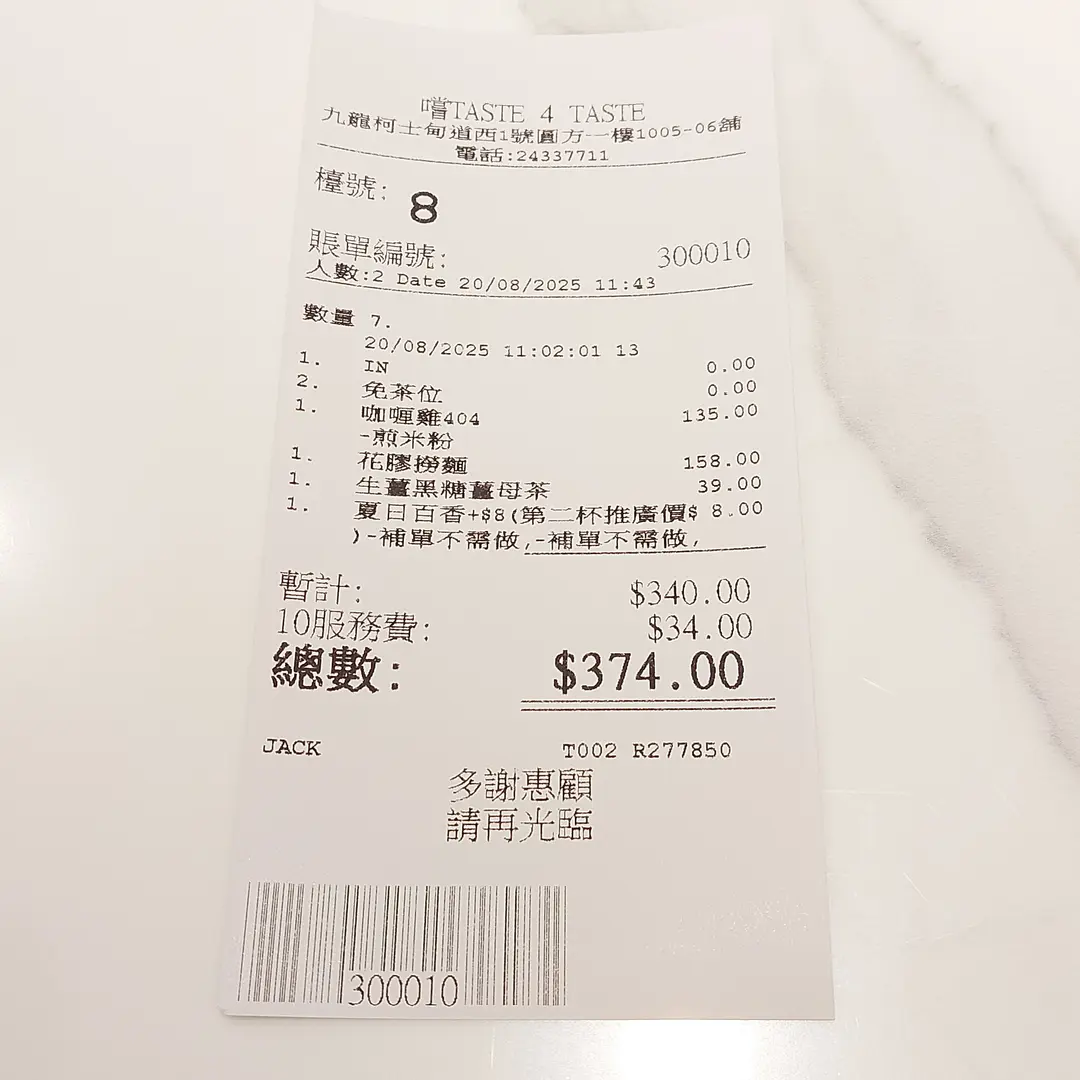 嚐TASTE 4 TASTE
九龍柯士甸道西1號圓方一樓1005-06舖
電話:24337711
檯號: 8
賬單編號: 300010
人數:2 Date 20/08/2025 11:43
數量 7.
20/08/2025 11:02:01 13
1. IN 0.00
2. 免茶位 0.00
1. 咖喱雞404 135.00
-煎米粉
1. 花膠撈麵 158.00
1. 生薑黑糖薑母茶 39.00
1. 夏日百香+$8(第二杯推廣價$ 8.00
)-補單不需做,-補單不需做,
暫計: $340.00
10服務費: $34.00
總數: $374.00
JACK T002 R277850
多謝惠顧
請再光臨
300010